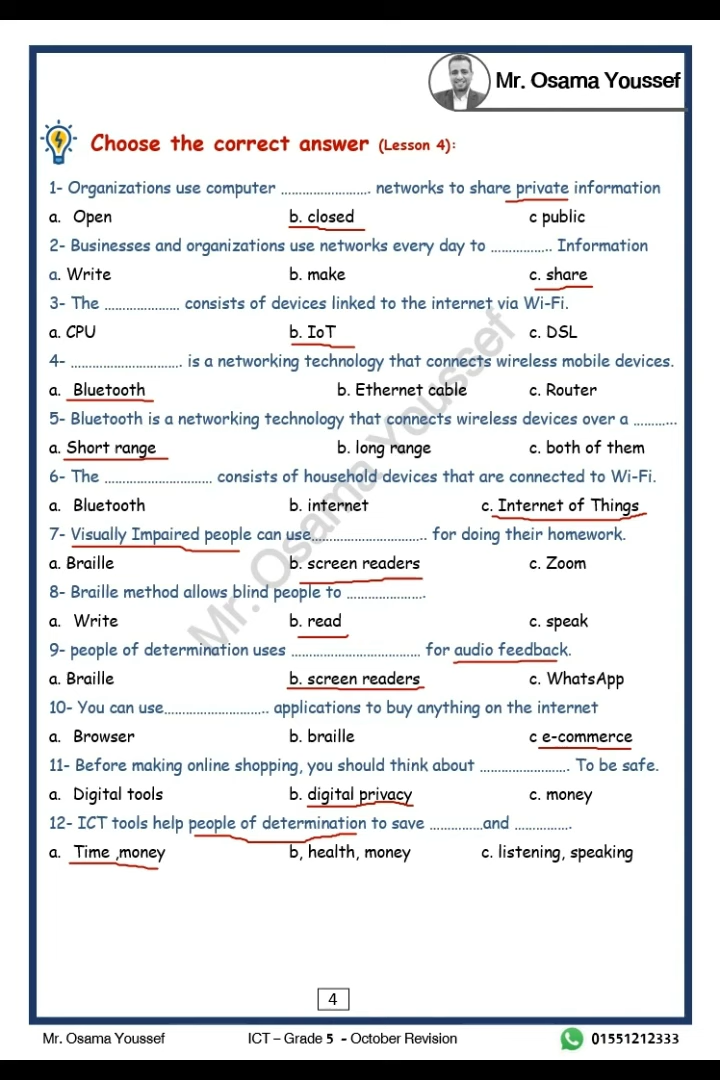 Mr. Osama Youssef
Choose the correct answer (Lesson 4):
1- Organizations use computer ........................ networks to share private information
a. Open b. closed c public
2- Businesses and organizations use networks every day to ................ Information
a. Write b. make c. share
3- The .................... consists of devices linked to the internet via Wi-Fi.
a. CPU b. IoT c. DSL
4- .............................. is a networking technology that connects wireless mobile devices.
a. Bluetooth b. Ethernet cable c. Router
5- Bluetooth is a networking technology that connects wireless devices over a ...........
a. Short range b. long range c. both of them
6- The ............................. consists of household devices that are connected to Wi-Fi.
a. Bluetooth b. internet c. Internet of Things
7- Visually Impaired people can use............................... for doing their homework.
a. Braille b. screen readers c. Zoom
8- Braille method allows blind people to .....................
a. Write b. read c. speak
9- people of determination uses ................................... for audio feedback.
a. Braille b. screen readers c. WhatsApp
10- You can use............................ applications to buy anything on the internet
a. Browser b. braille c e-commerce
11- Before making online shopping, you should think about ........................ To be safe.
a. Digital tools b. digital privacy c. money
12- ICT tools help people of determination to save ..............and ...............
a. Time ,money b, health, money c. listening, speaking
Mr. Osama Youssef
4
Mr. Osama Youssef ICT – Grade 5 - October Revision 01551212333